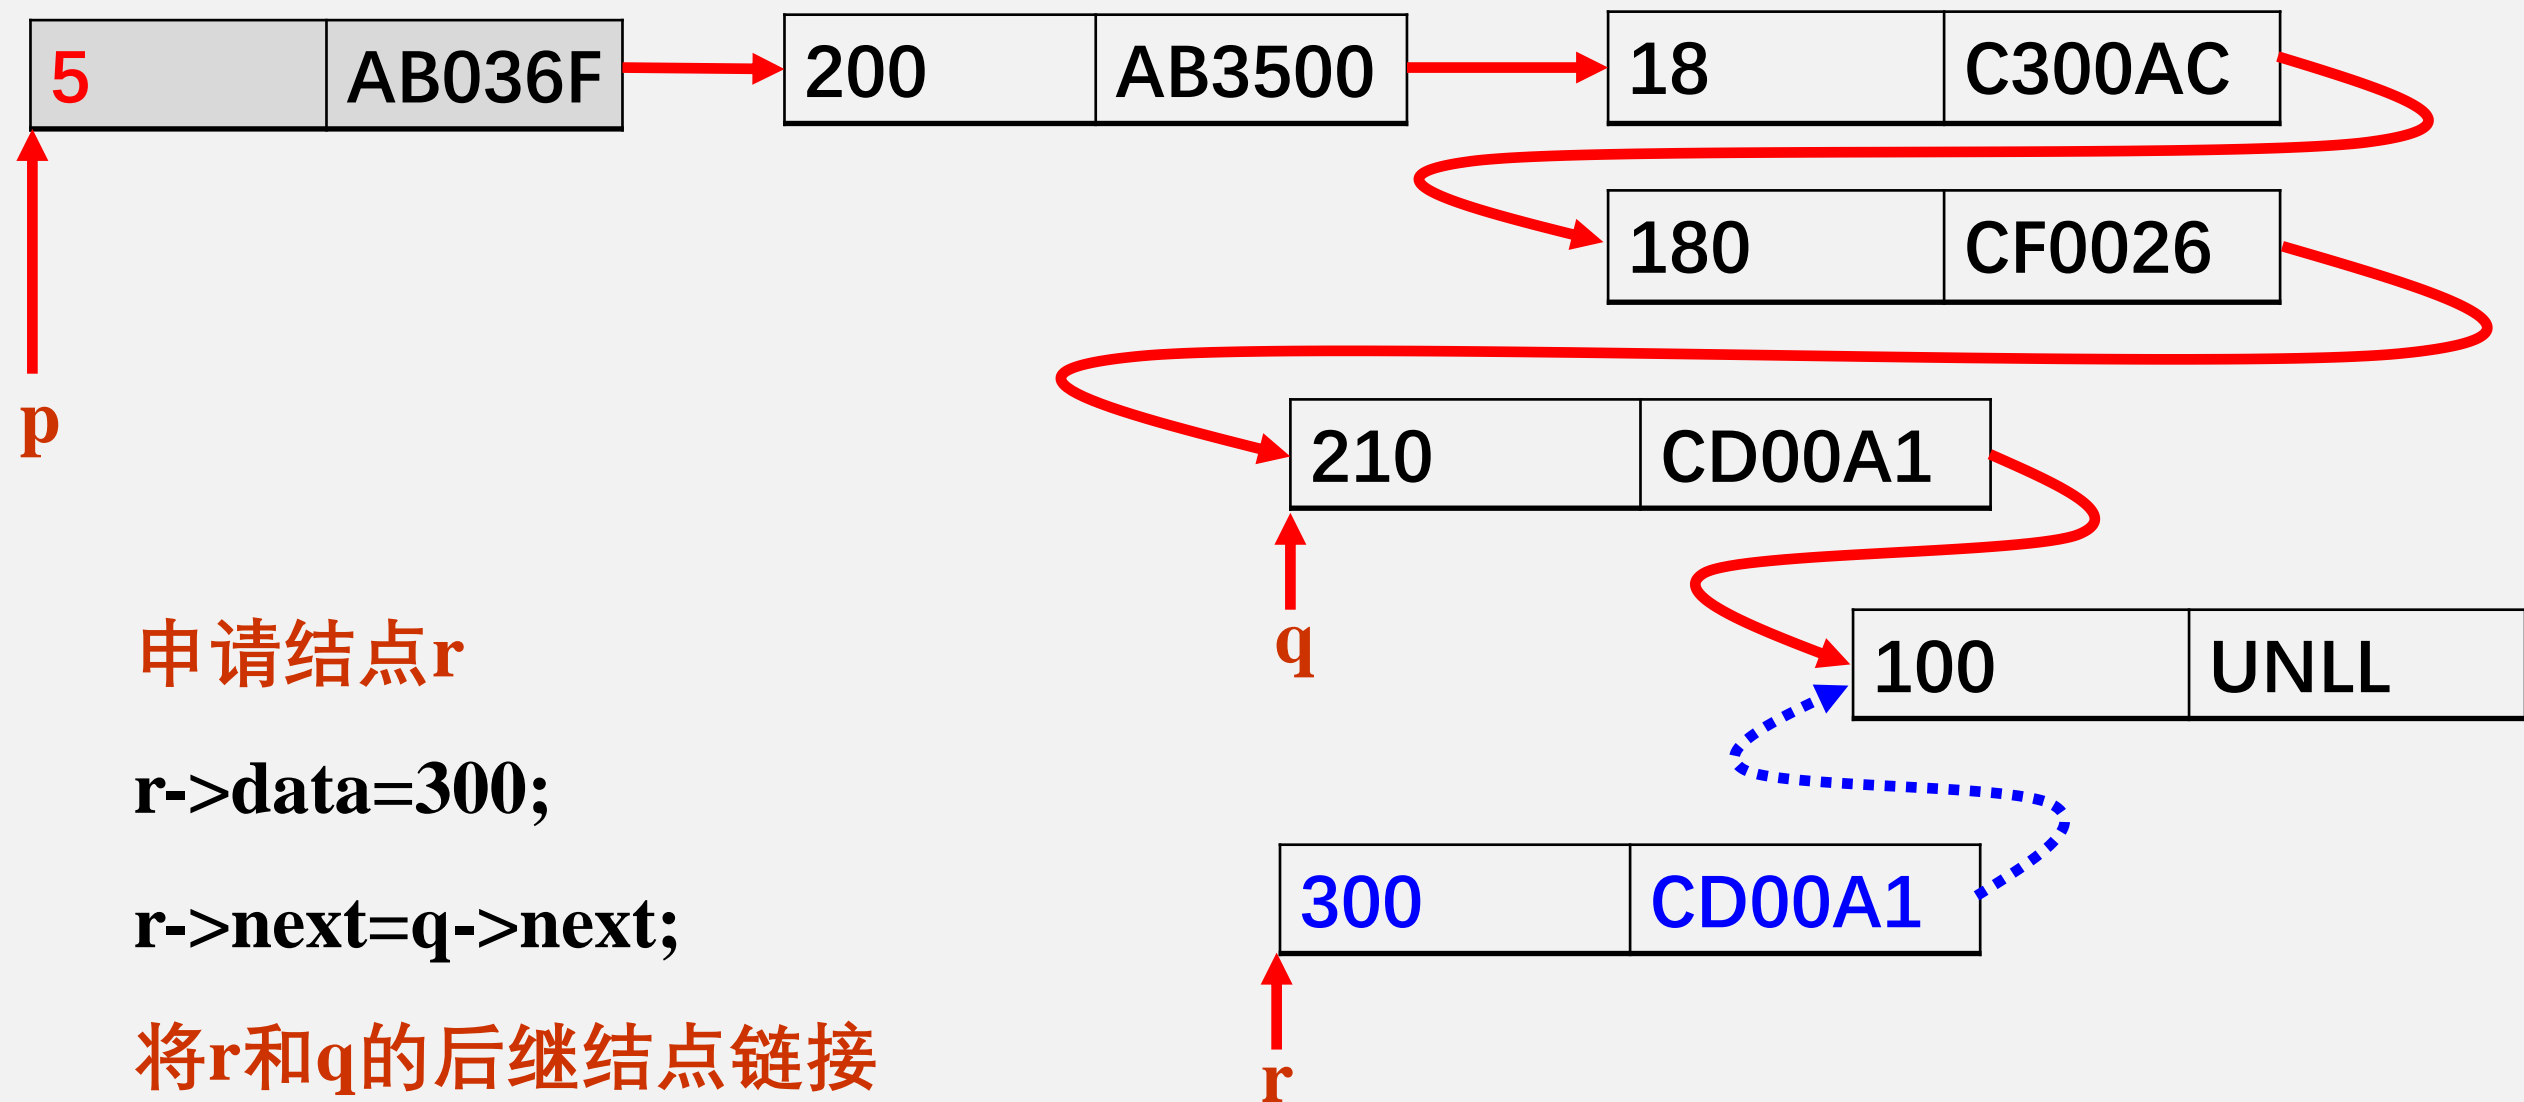 5 AB036F 200 AB3500 18 C300AC
180 CF0026
p
210 CD00A1
q
100 UNLL
申请结点r
r->data=300;
300 CD00A1
r->next=q->next;
将r和q的后继结点链接
r